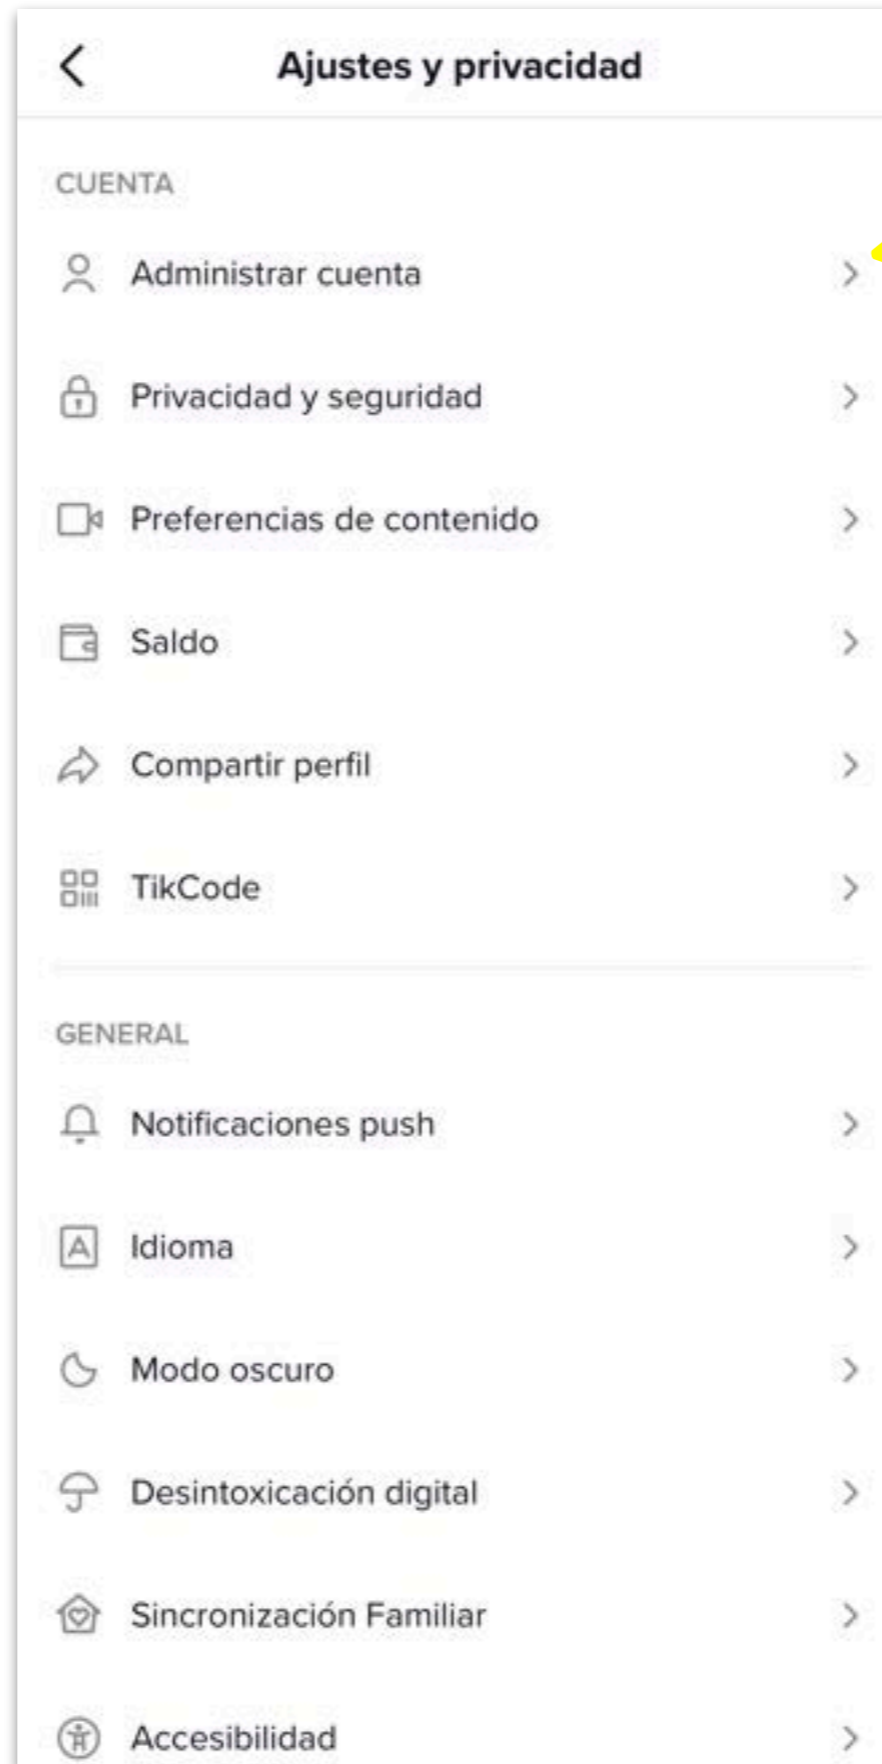 Ajustes y privacidad
CUENTA
Administrar cuenta
Privacidad y seguridad
Preferencias de contenido
Saldo
Compartir perfil
TikCode
GENERAL
Notificaciones push
Idioma
Modo oscuro
Desintoxicación digital
Sincronización Familiar
Accesibilidad